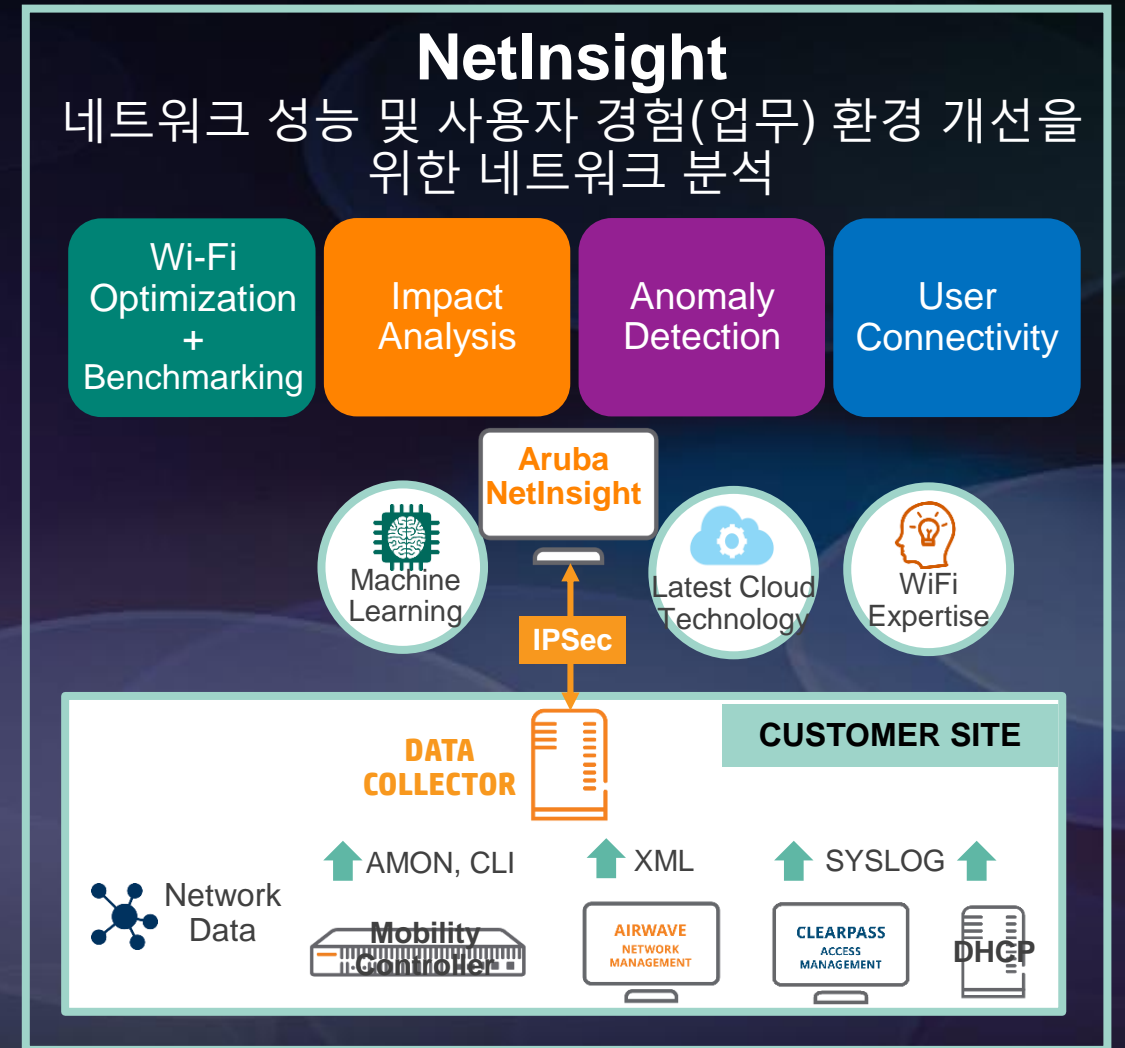 NetInsight
네트워크 성능 및 사용자 경험(업무) 환경 개선을
위한 네트워크 분석
Wi-Fi
Optimization
+
Benchmarking
Impact
Analysis
Anomaly
Detection
User
Connectivity
Aruba
NetInsight
Machine
Learning
Latest Cloud
Technology
WiFi
Expertise
IPSec
CUSTOMER SITE
DATA
COLLECTOR
AMON, CLI
XML
SYSLOG
Network
Data
Mobility
Controller
AIRWAVE
NETWORK
MANAGEMENT
CLEARPASS
ACCESS
MANAGEMENT
DHCP